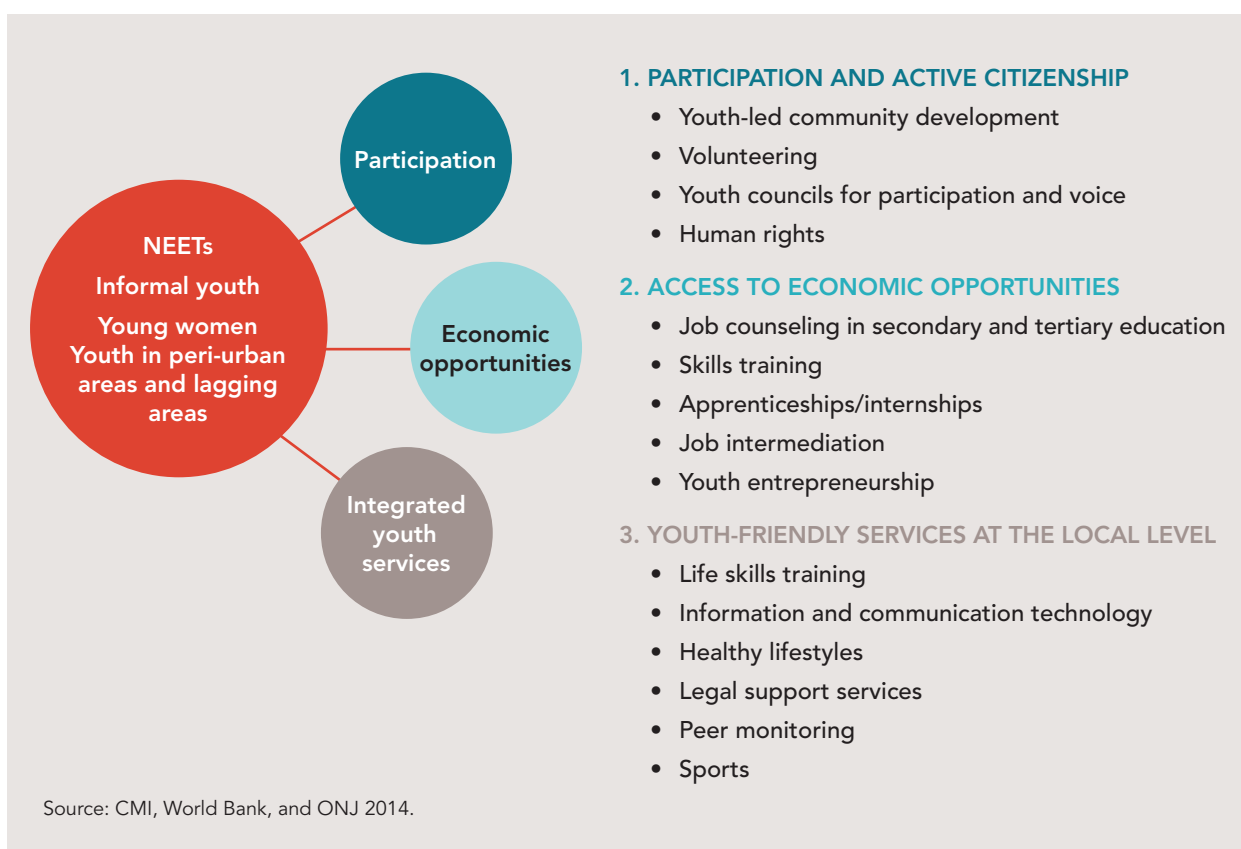 NEETs
Informal youth
Young women
Youth in peri-urban
areas and lagging
areas
Participation
Economic
opportunities
Integrated
youth
services
1. PARTICIPATION AND ACTIVE CITIZENSHIP
• Youth-led community development
• Volunteering
• Youth councils for participation and voice
• Human rights
2. ACCESS TO ECONOMIC OPPORTUNITIES
• Job counseling in secondary and tertiary education
• Skills training
• Apprenticeships/internships
• Job intermediation
• Youth entrepreneurship
3. YOUTH-FRIENDLY SERVICES AT THE LOCAL LEVEL
• Life skills training
• Information and communication technology
• Healthy lifestyles
• Legal support services
• Peer monitoring
• Sports
Source: CMI, World Bank, and ONJ 2014.